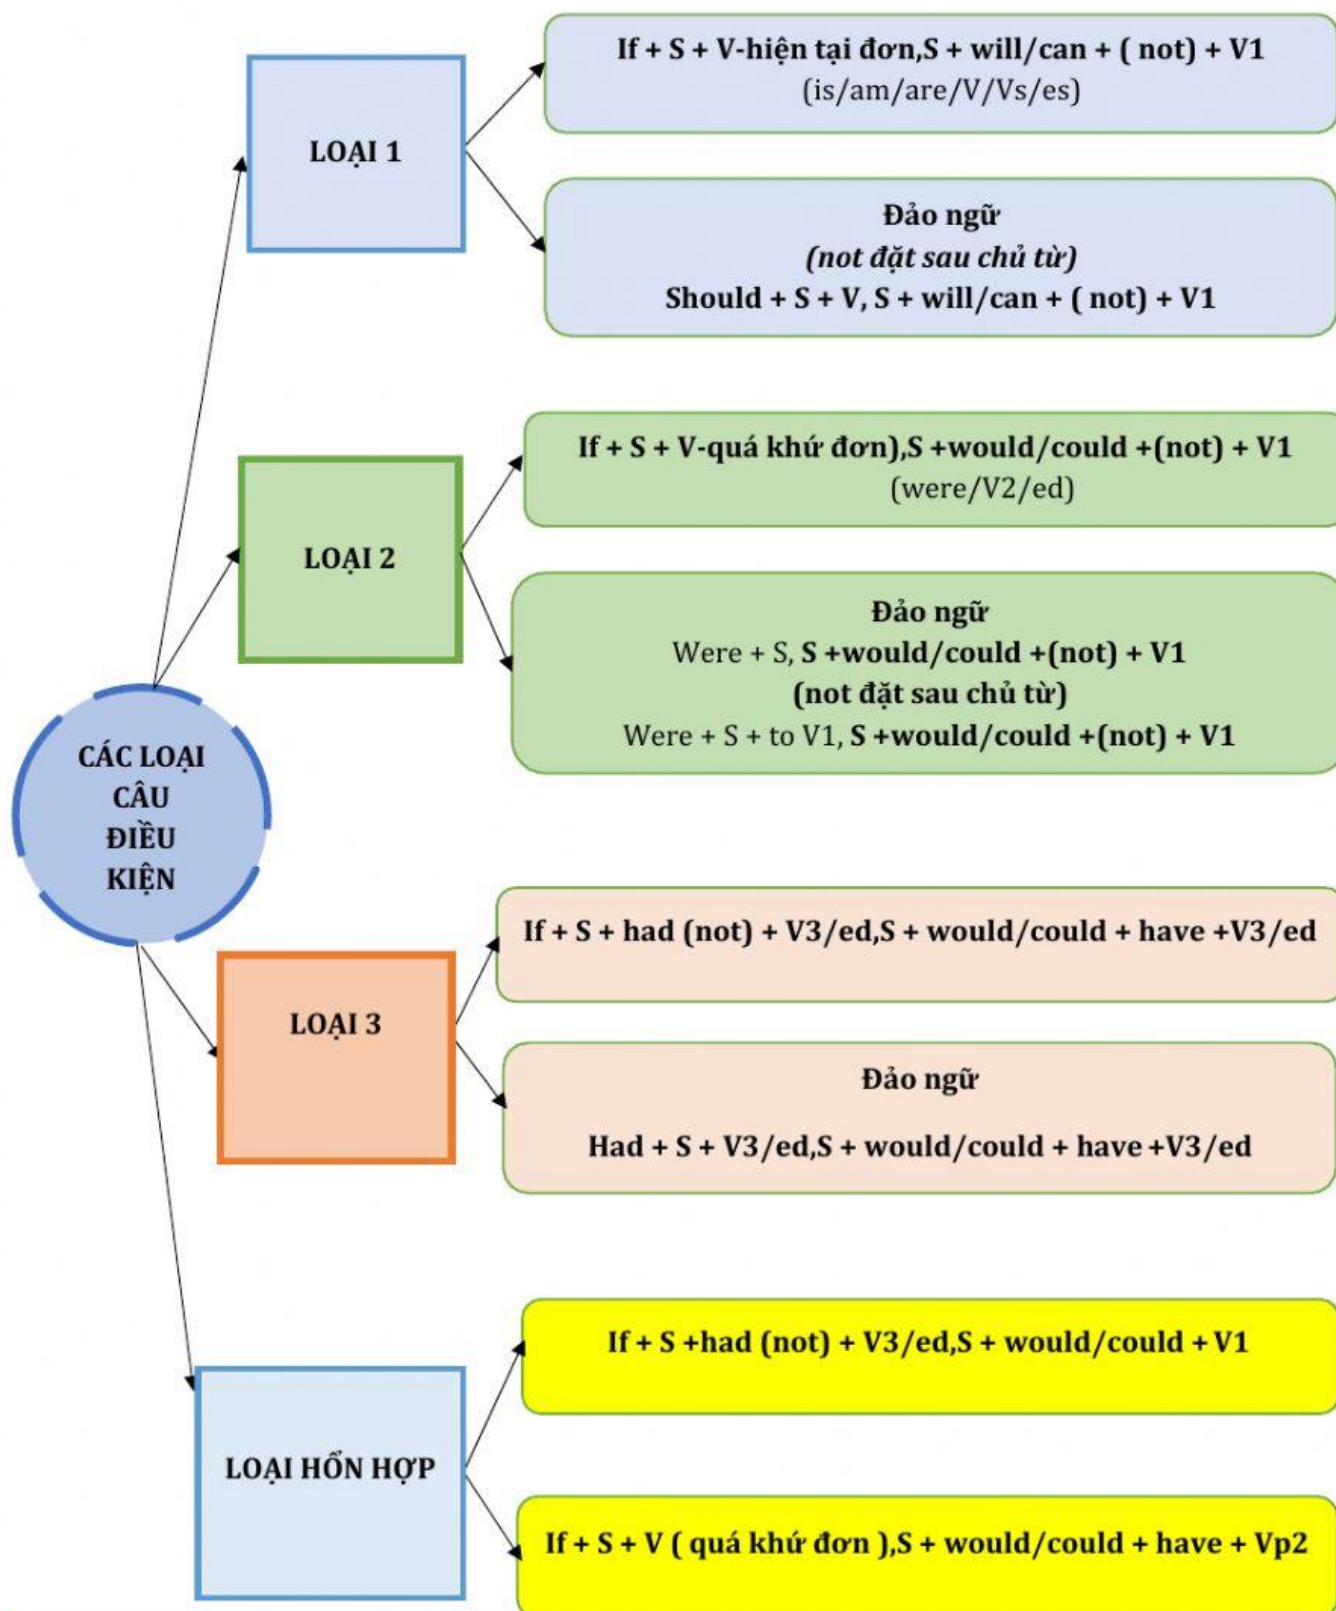 CÁC LOẠI
CÂU
ĐIỀU
KIỆN
LOẠI 1
If + S + V-hiện tại đơn,S + will/can + ( not) + V1
(is/am/are/V/Vs/es)
Đảo ngữ
(not đặt sau chủ từ)
Should + S + V, S + will/can + ( not) + V1
LOẠI 2
If + S + V-quá khứ đơn),S +would/could +(not) + V1
(were/V2/ed)
Đảo ngữ
Were + S, S +would/could +(not) + V1
(not đặt sau chủ từ)
Were + S + to V1, S +would/could +(not) + V1
LOẠI 3
If + S + had (not) + V3/ed,S + would/could + have +V3/ed
Đảo ngữ
Had + S + V3/ed,S + would/could + have +V3/ed
LOẠI HỔN HỢP
If + S +had (not) + V3/ed,S + would/could + V1
If + S + V ( quá khứ đơn ),S + would/could + have + Vp2